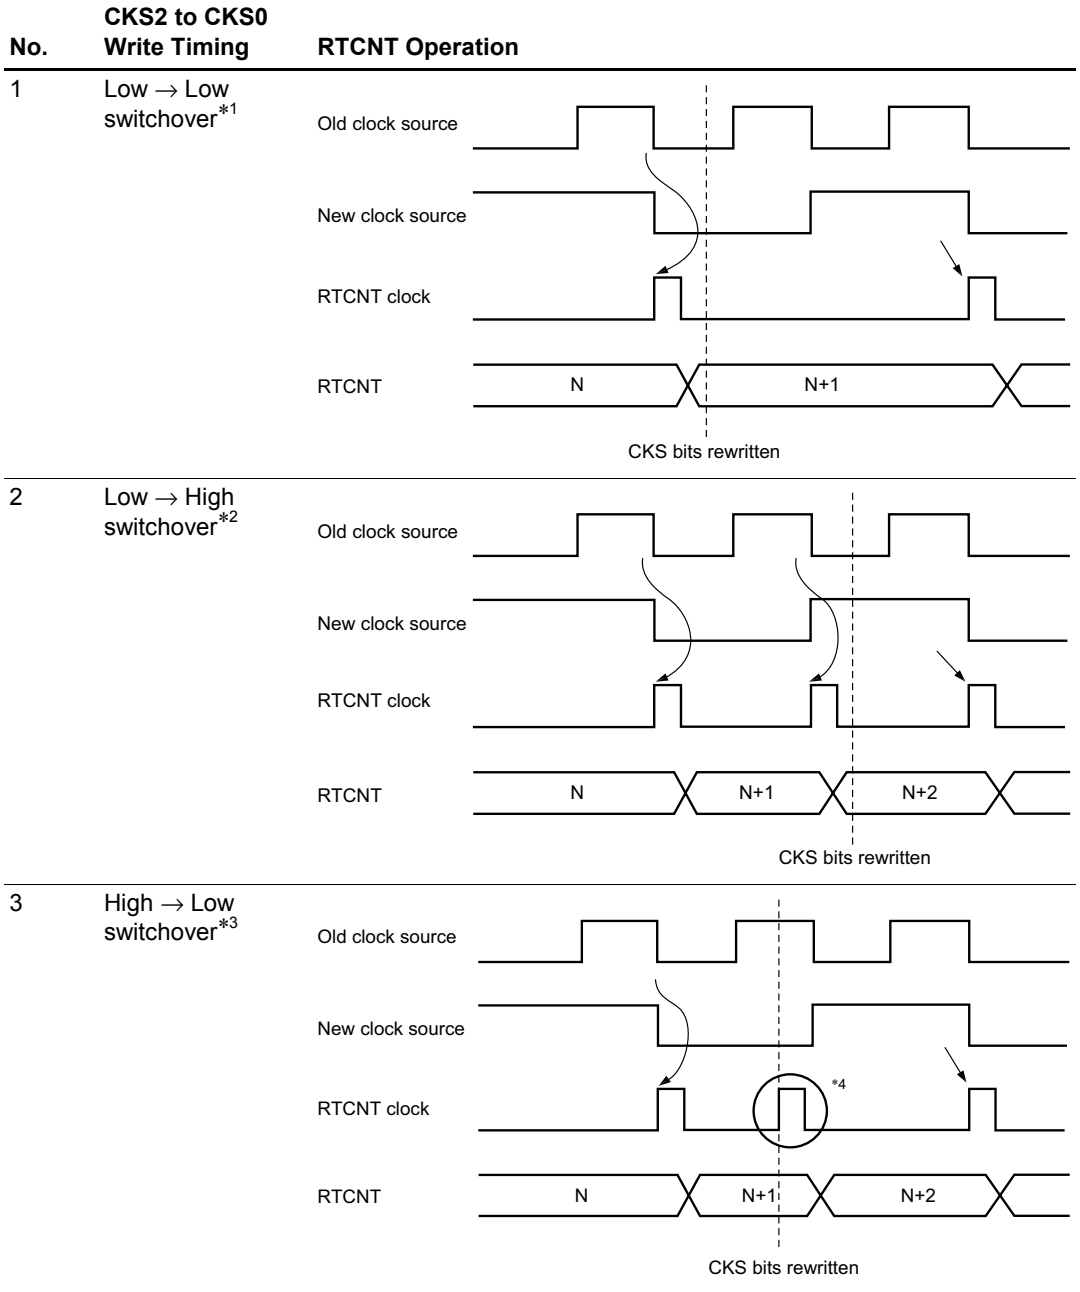 No.
CKS2 to CKS0
Write Timing
RTCNT Operation
1
Low → Low
switchover*1
Old clock source
New clock source
RTCNT clock
RTCNT
N
N+1
CKS bits rewritten
2
Low → High
switchover*2
Old clock source
New clock source
RTCNT clock
RTCNT
N
N+1
N+2
CKS bits rewritten
3
High → Low
switchover*3
Old clock source
New clock source
RTCNT clock
*4
RTCNT
N
N+1
N+2
CKS bits rewritten